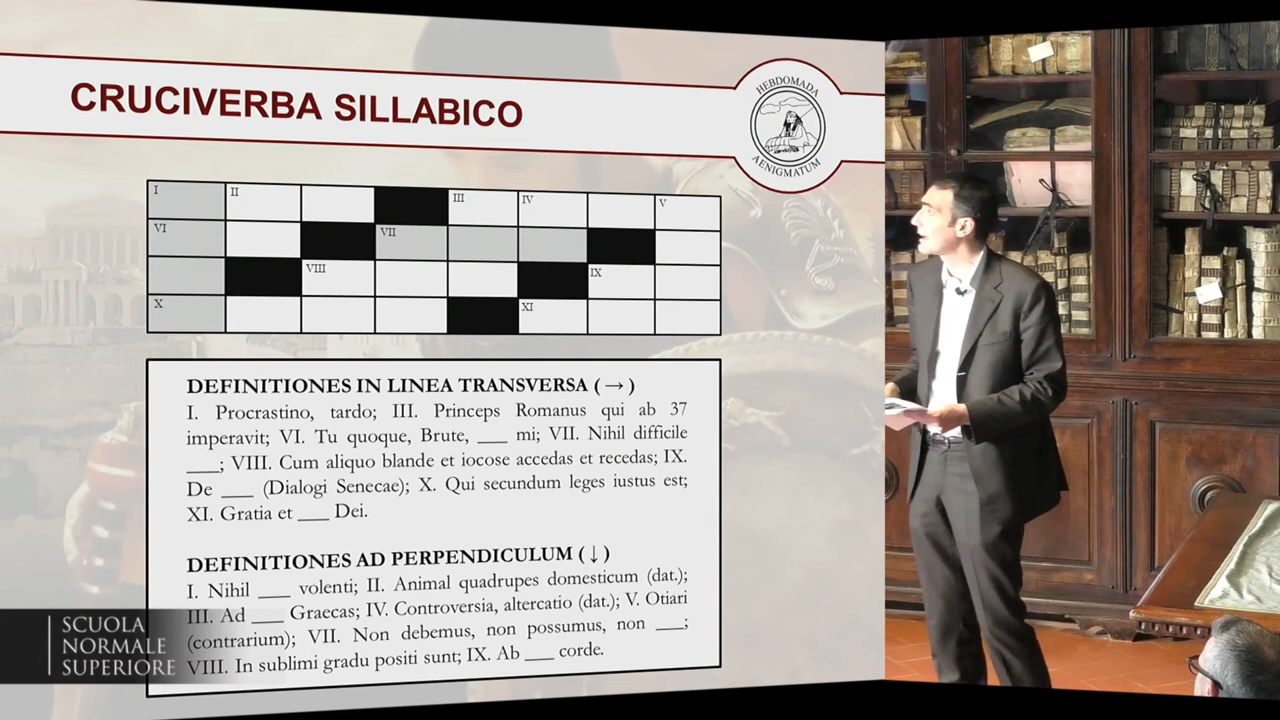 CRUCIVERBA SILLABICO
HEBDOMADA
AENIGMATUM
I II III IV V
VI VII
VIII IX
X XI
DEFINITIONES IN LINEA TRANSVERSA ( → )
I. Procrastino, tardo; III. Princeps Romanus qui ab 37
imperavit; VI. Tu quoque, Brute, ___ mi; VII. Nihil difficile
___; VIII. Cum aliquo blande et iocose accedas et recedas; IX.
De ___ (Dialogi Senecae); X. Qui secundum leges iustus est;
XI. Gratia et ___ Dei.
DEFINITIONES AD PERPENDICULUM ( ↓ )
I. Nihil ___ volenti; II. Animal quadrupes domesticum (dat.);
III. Ad ___ Graecas; IV. Controversia, altercatio (dat.); V. Otiari
(contrarium); VII. Non debemus, non possumus, non ___;
VIII. In sublimi gradu positi sunt; IX. Ab ___ corde.
SCUOLA
NORMALE
SUPERIORE